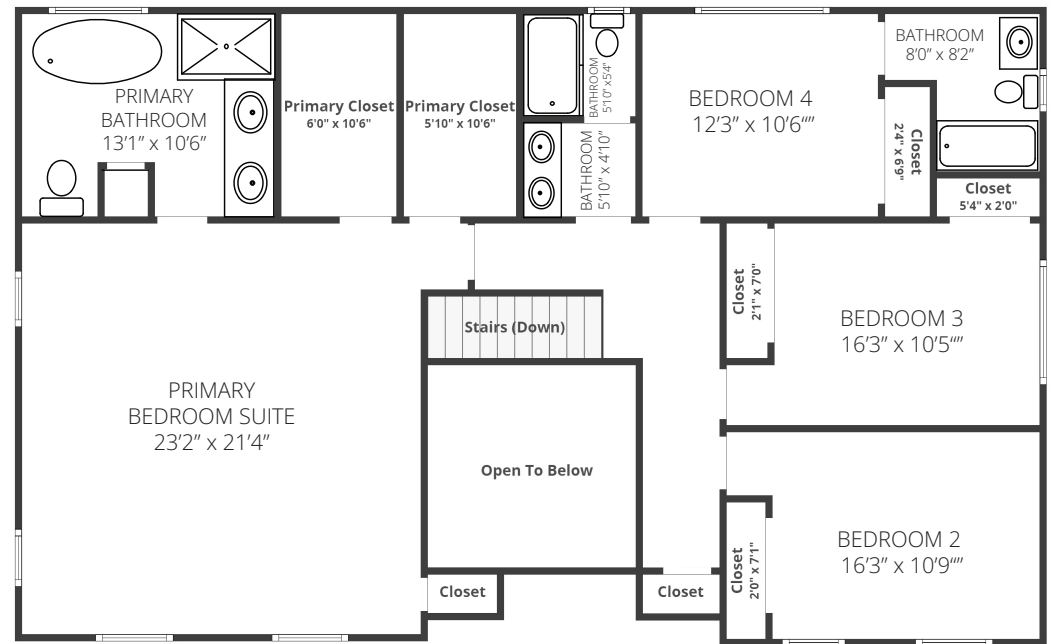 PRIMARY
BATHROOM
13’1” x 10’6”
Primary Closet
6'0" x 10'6"
Primary Closet
5'10" x 10'6"
BATHROOM
5'10" x5'4"
BATHROOM
5’10” x 4’10”
BEDROOM 4
12’3” x 10’6””
BATHROOM
8’0” x 8’2”
Closet
2'4" x 6'9"
Closet
5'4" x 2'0"
Closet
2'1" x 7'0"
BEDROOM 3
16’3” x 10’5””
Stairs (Down)
PRIMARY
BEDROOM SUITE
23’2” x 21’4”
Open To Below
BEDROOM 2
16’3” x 10’9””
Closet
2'0" x 7'1"
Closet
Closet